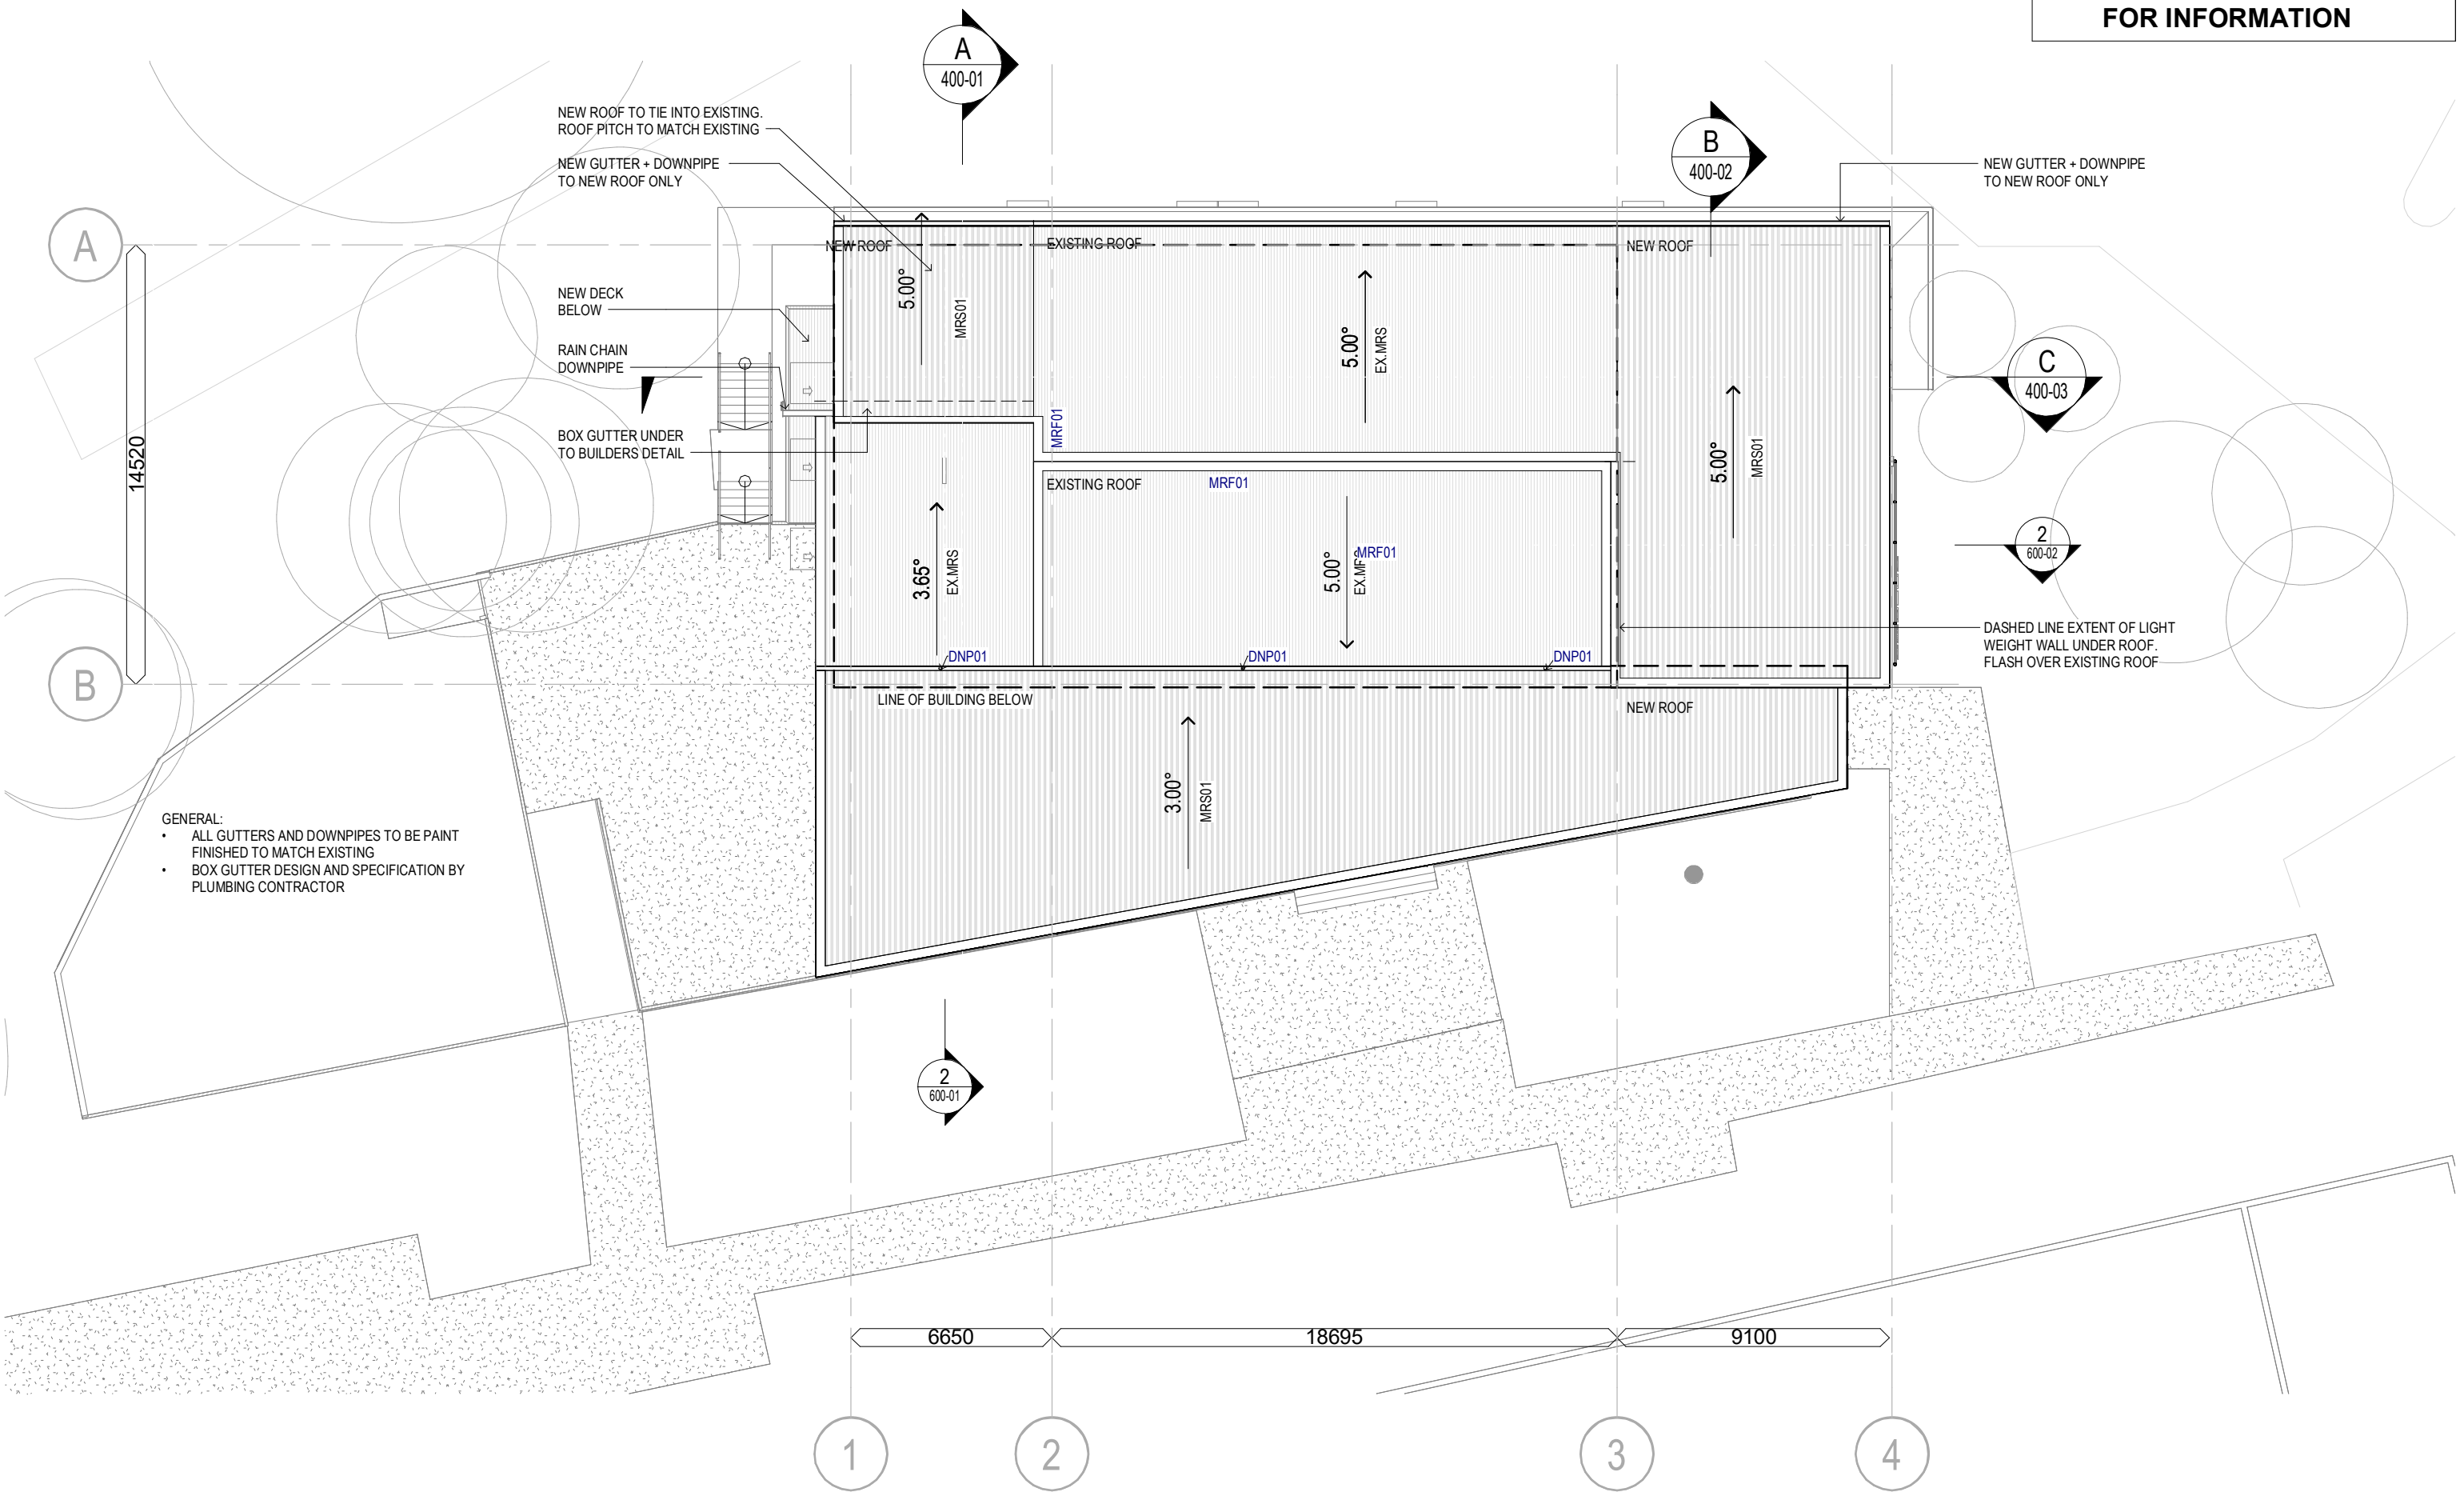 FOR INFORMATION
A
400-01
NEW ROOF TO TIE INTO EXISTING.
ROOF PITCH TO MATCH EXISTING
NEW GUTTER + DOWNPIPE
TO NEW ROOF ONLY
B
400-02
NEW GUTTER + DOWNPIPE
TO NEW ROOF ONLY
A
NEW ROOF
EXISTING ROOF
NEW ROOF
5.00°
MRS01
5.00°
EX.MRS
NEW DECK
BELOW
RAIN CHAIN
DOWNPIPE
C
400-03
BOX GUTTER UNDER
TO BUILDERS DETAIL
MRF01
14520
5.00°
MRS01
EXISTING ROOF
MRF01
3.65°
EX.MRS
5.00°
MRF01
2
600-02
DASHED LINE EXTENT OF LIGHT
WEIGHT WALL UNDER ROOF.
FLASH OVER EXISTING ROOF
DNP01
DNP01
DNP01
B
LINE OF BUILDING BELOW
NEW ROOF
3.00°
MRS01
GENERAL:
• ALL GUTTERS AND DOWNPIPES TO BE PAINT
FINISHED TO MATCH EXISTING
• BOX GUTTER DESIGN AND SPECIFICATION BY
PLUMBING CONTRACTOR
2
600-01
6650
18695
9100
1
2
3
4